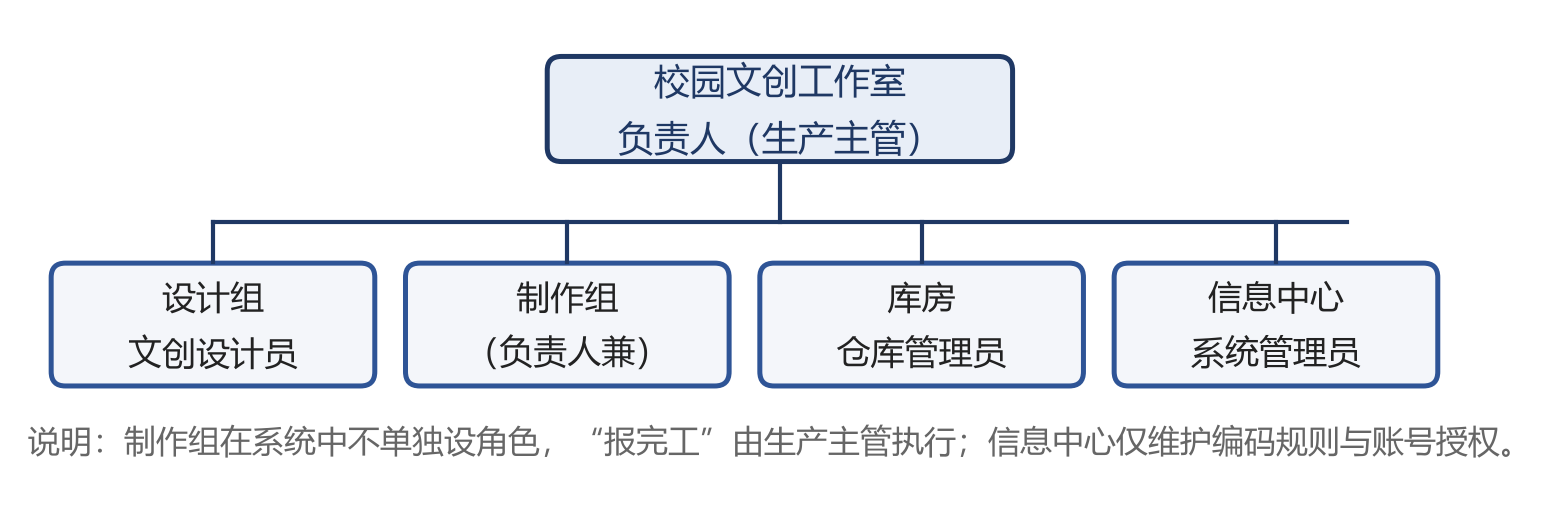 校园文创工作室
负责人（生产主管）
设计组
文创设计员
制作组
（负责人兼）
库房
仓库管理员
信息中心
系统管理员
说明：制作组在系统中不单独设角色，“报完工”由生产主管执行；信息中心仅维护编码规则与账号授权。